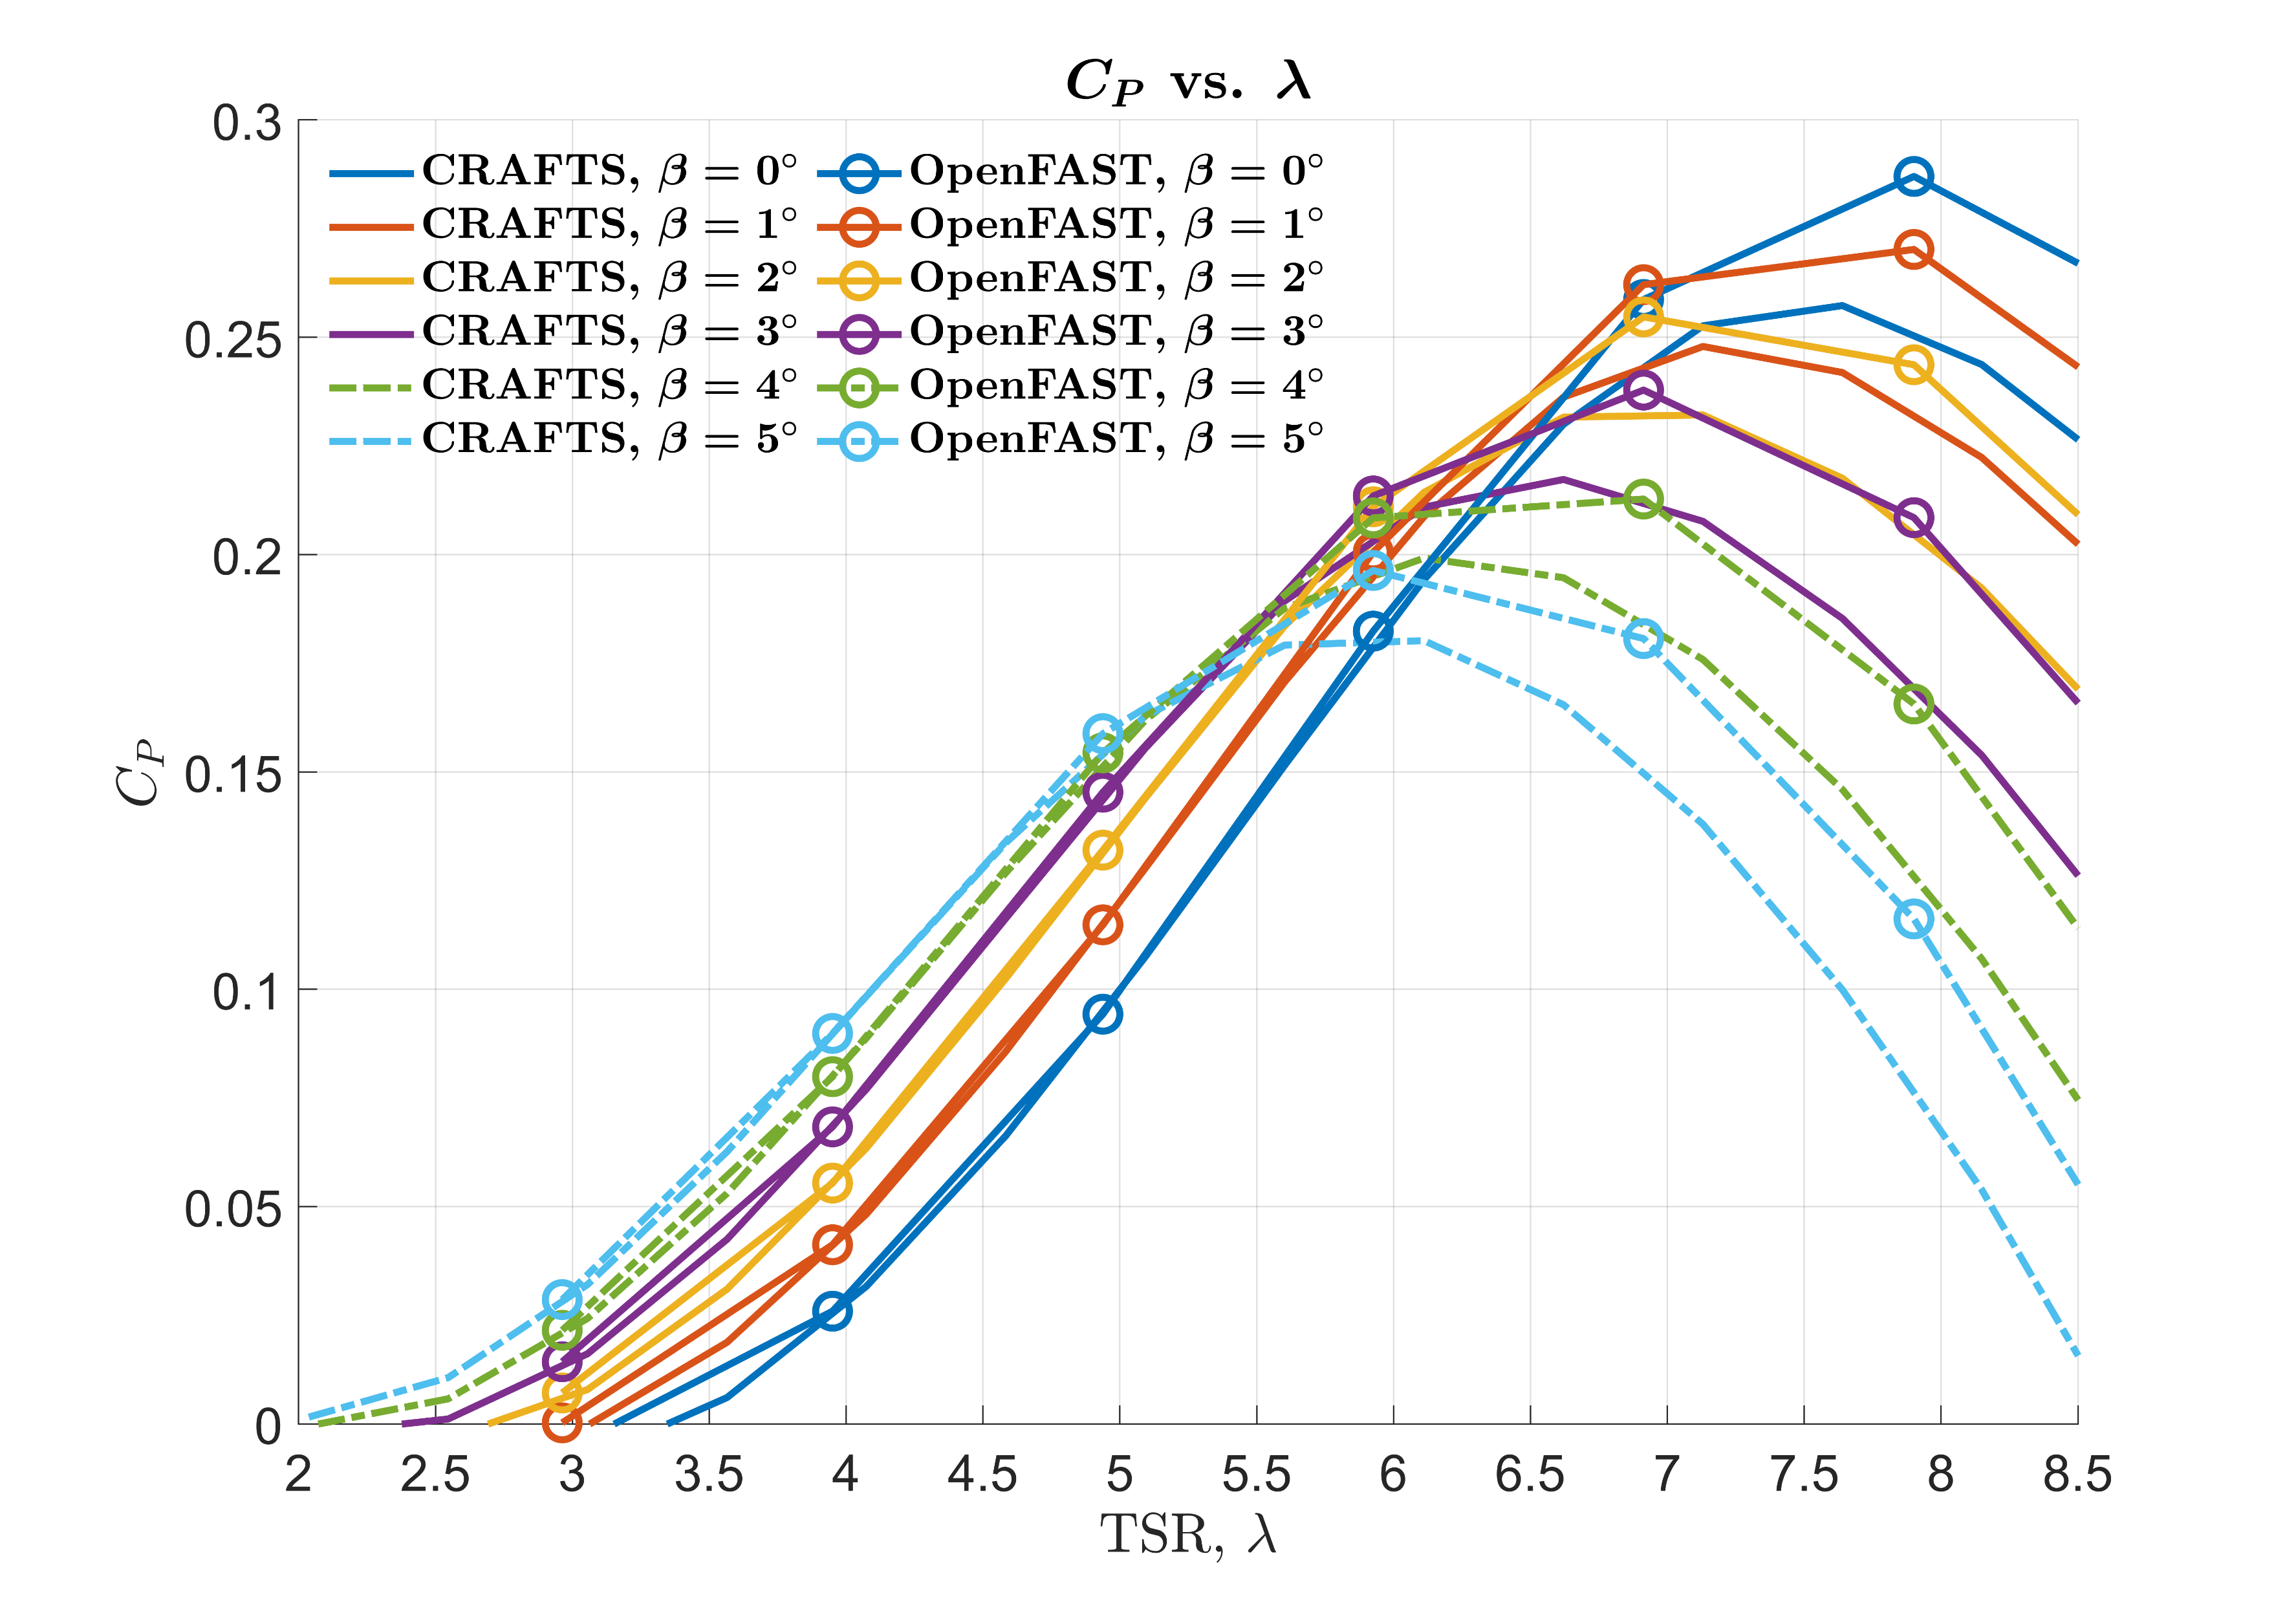 C_P vs. λ
0.3
0.25
0.2
0.15
0.1
0.05
0
C_P
CRAFTS, β = 0° OpenFAST, β = 0°
CRAFTS, β = 1° OpenFAST, β = 1°
CRAFTS, β = 2° OpenFAST, β = 2°
CRAFTS, β = 3° OpenFAST, β = 3°
CRAFTS, β = 4° OpenFAST, β = 4°
CRAFTS, β = 5° OpenFAST, β = 5°
2 2.5 3 3.5 4 4.5 5 5.5 6 6.5 7 7.5 8 8.5
TSR, λ